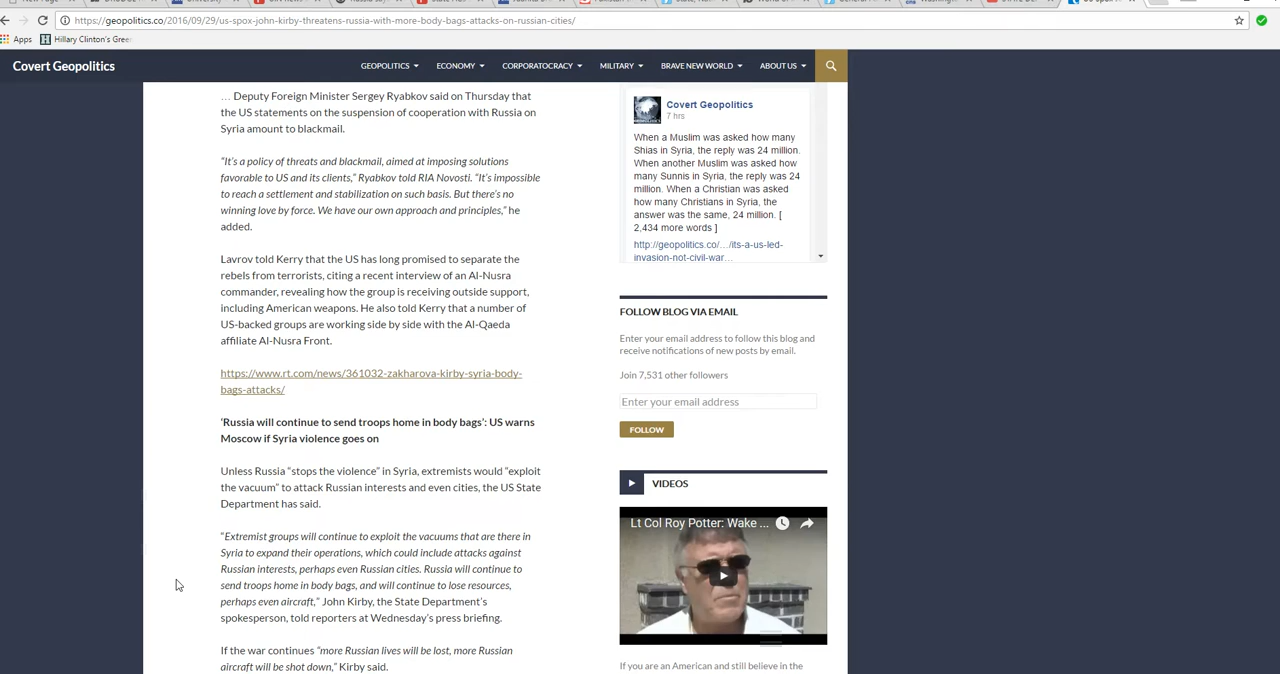 https://geopolitics.co/2016/09/29/us-spox-john-kirby-threatens-russia-with-more-body-bags-attacks-on-russian-cities/
Apps Hillary Clinton's Gree
Covert Geopolitics
GEOPOLITICS ECONOMY CORPORATOCRACY MILITARY BRAVE NEW WORLD ABOUT US
… Deputy Foreign Minister Sergey Ryabkov said on Thursday that
the US statements on the suspension of cooperation with Russia on
Syria amount to blackmail.
“It’s a policy of threats and blackmail, aimed at imposing solutions
favorable to US and its clients,” Ryabkov told RIA Novosti. “It’s impossible
to reach a settlement and stabilization on such basis. But there’s no
winning love by force. We have our own approach and principles,” he
added.
Lavrov told Kerry that the US has long promised to separate the
rebels from terrorists, citing a recent interview of an Al-Nusra
commander, revealing how the group is receiving outside support,
including American weapons. He also told Kerry that a number of
US-backed groups are working side by side with the Al-Qaeda
affiliate Al-Nusra Front.
https://www.rt.com/news/361032-zakharova-kirby-syria-body-
bags-attacks/
‘Russia will continue to send troops home in body bags’: US warns
Moscow if Syria violence goes on
Unless Russia “stops the violence” in Syria, extremists would “exploit
the vacuum” to attack Russian interests and even cities, the US State
Department has said.
“Extremist groups will continue to exploit the vacuums that are there in
Syria to expand their operations, which could include attacks against
Russian interests, perhaps even Russian cities. Russia will continue to
send troops home in body bags, and will continue to lose resources,
perhaps even aircraft,” John Kirby, the State Department’s
spokesperson, told reporters at Wednesday’s press briefing.
If the war continues “more Russian lives will be lost, more Russian
aircraft will be shot down,” Kirby said.
Covert Geopolitics
7 hrs
When a Muslim was asked how many
Shias in Syria, the reply was 24 million.
When another Muslim was asked how
many Sunnis in Syria, the reply was 24
million. When a Christian was asked
how many Christians in Syria, the
answer was the same, 24 million. [
2,434 more words ]
http://geopolitics.co/…/its-a-us-led-
invasion-not-civil-war…
FOLLOW BLOG VIA EMAIL
Enter your email address to follow this blog and
receive notifications of new posts by email.
Join 7,531 other followers
Enter your email address
FOLLOW
VIDEOS
Lt Col Roy Potter: Wake ...
If you are an American and still believe in the